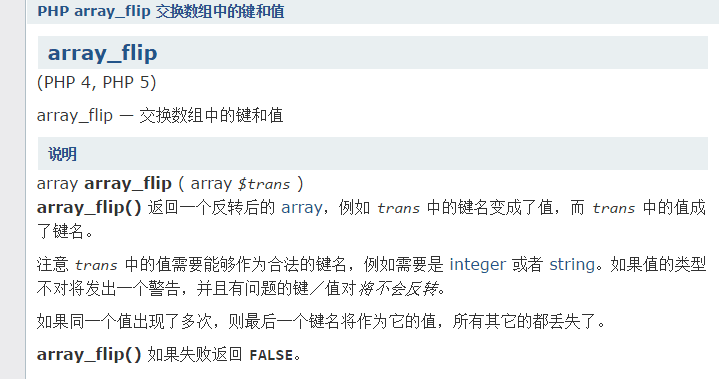 PHP array_flip 交换数组中的键和值
array_flip
(PHP 4, PHP 5)
array_flip — 交换数组中的键和值
说明
array array_flip ( array $trans )
array_flip() 返回一个反转后的 array，例如 trans 中的键名变成了值，而 trans 中的值成
了键名。
注意 trans 中的值需要能够作为合法的键名，例如需要是 integer 或者 string。如果值的类型
不对将发出一个警告，并且有问题的键／值对将不会反转。
如果同一个值出现了多次，则最后一个键名将作为它的值，所有其它的都丢失了。
array_flip() 如果失败返回 FALSE。